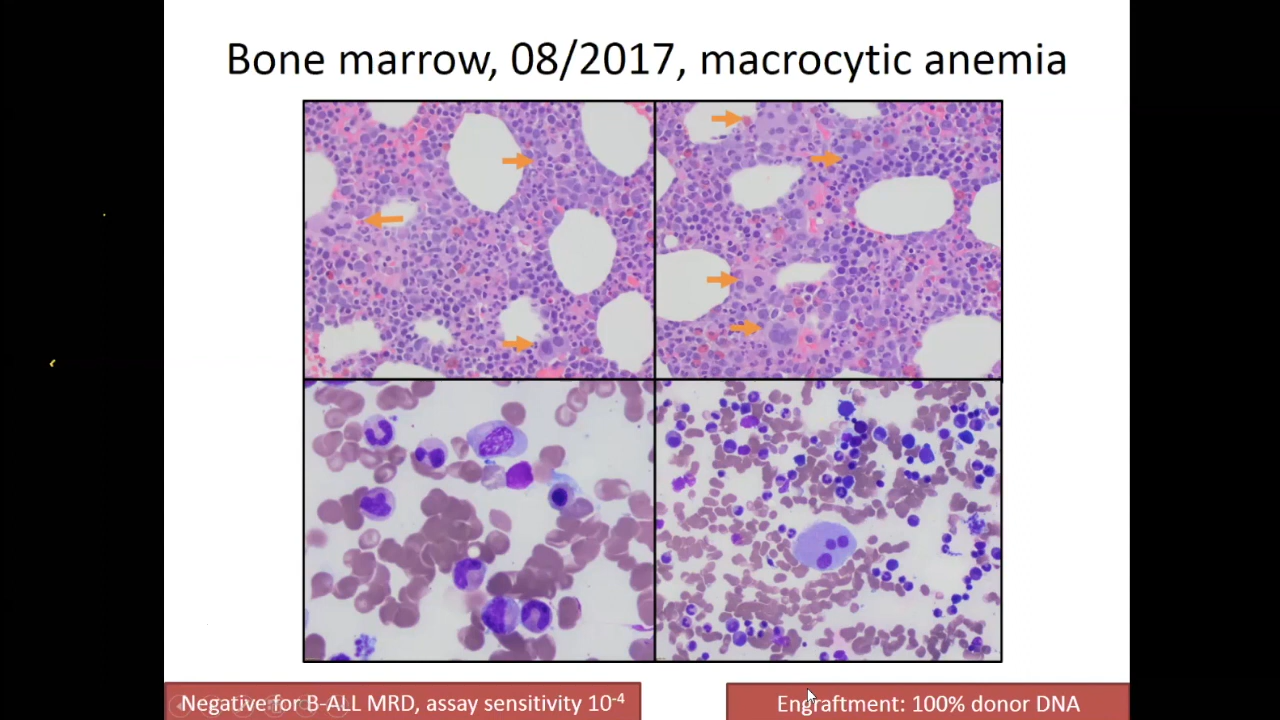 Bone marrow, 08/2017, macrocytic anemia
Negative for B-ALL MRD, assay sensitivity 10⁻⁴
Engraftment: 100% donor DNA